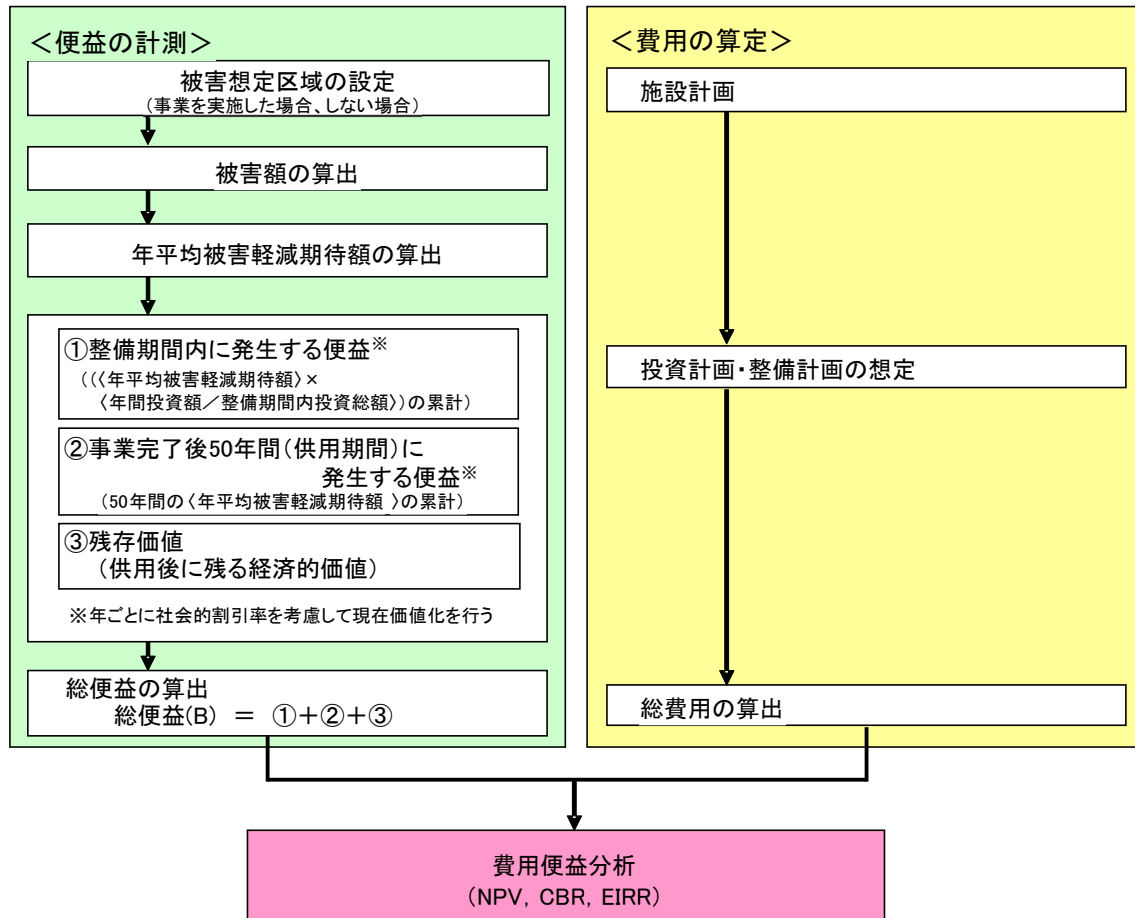 ＜便益の計測＞
被害想定区域の設定
（事業を実施した場合、しない場合）
被害額の算出
年平均被害軽減期待額の算出
①整備期間内に発生する便益※
（（〈年平均被害軽減期待額〉×
〈年間投資額／整備期間内投資総額〉）の累計）
②事業完了後50年間（供用期間）に
発生する便益※
（50年間の〈年平均被害軽減期待額 〉の累計）
③残存価値
（供用後に残る経済的価値）
※年ごとに社会的割引率を考慮して現在価値化を行う
総便益の算出
総便益(B) ＝ ①＋②＋③
＜費用の算定＞
施設計画
投資計画・整備計画の想定
総費用の算出
費用便益分析
（NPV, CBR, EIRR）